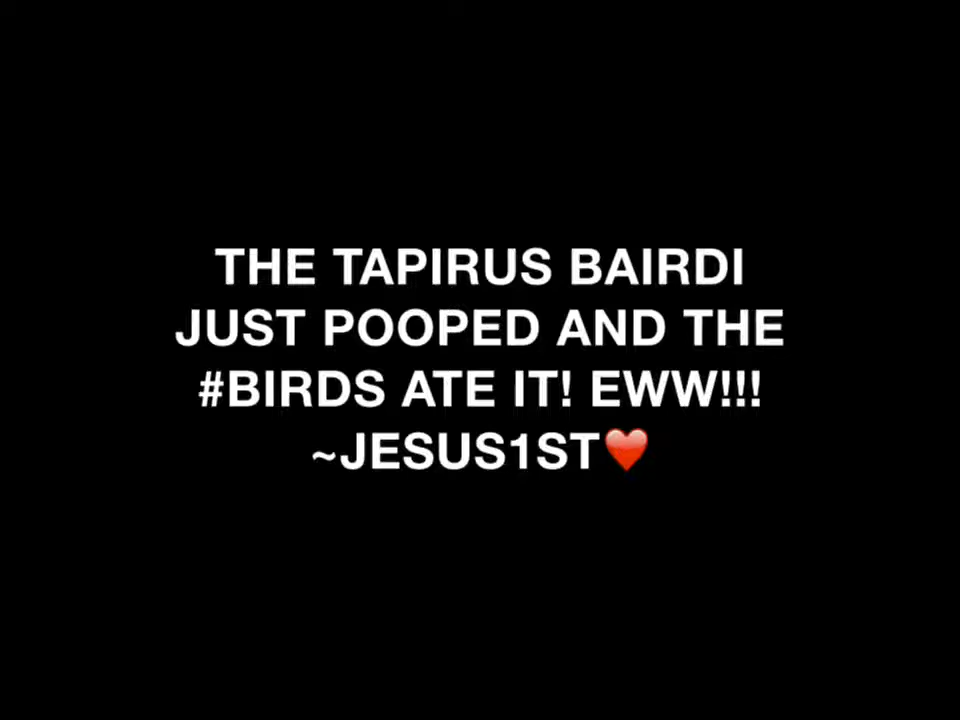 THE TAPIRUS BAIRDI
JUST POOPED AND THE
#BIRDS ATE IT! EWW!!!
~JESUS1ST❤️